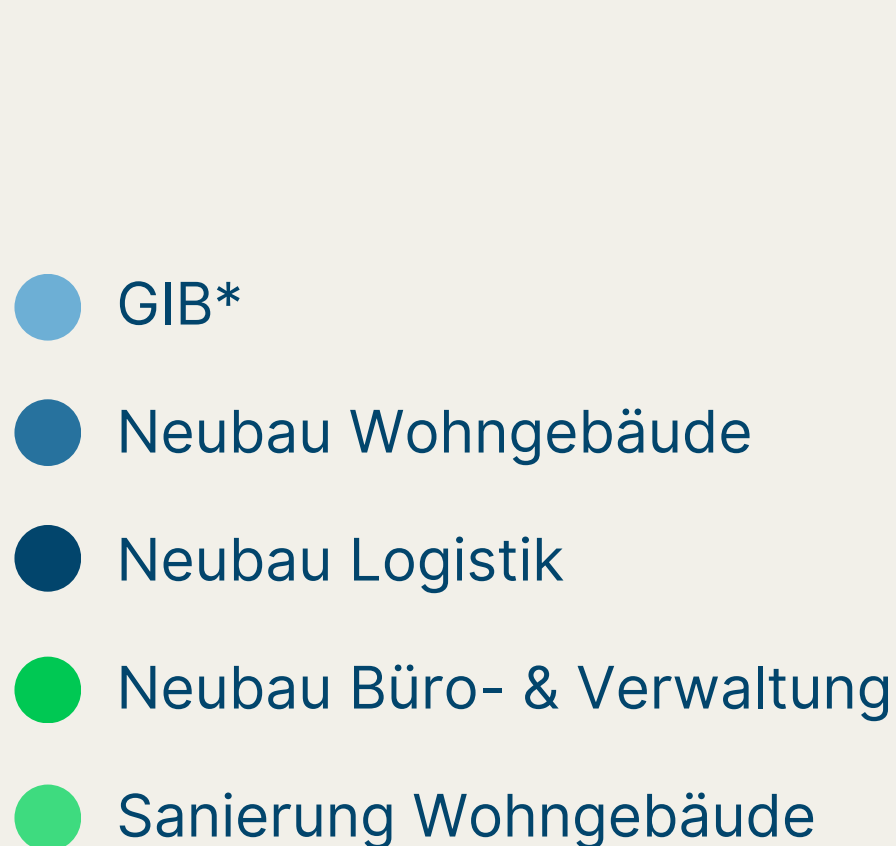 GIB*
Neubau Wohngebäude
Neubau Logistik
Neubau Büro- & Verwaltung
Sanierung Wohngebäude